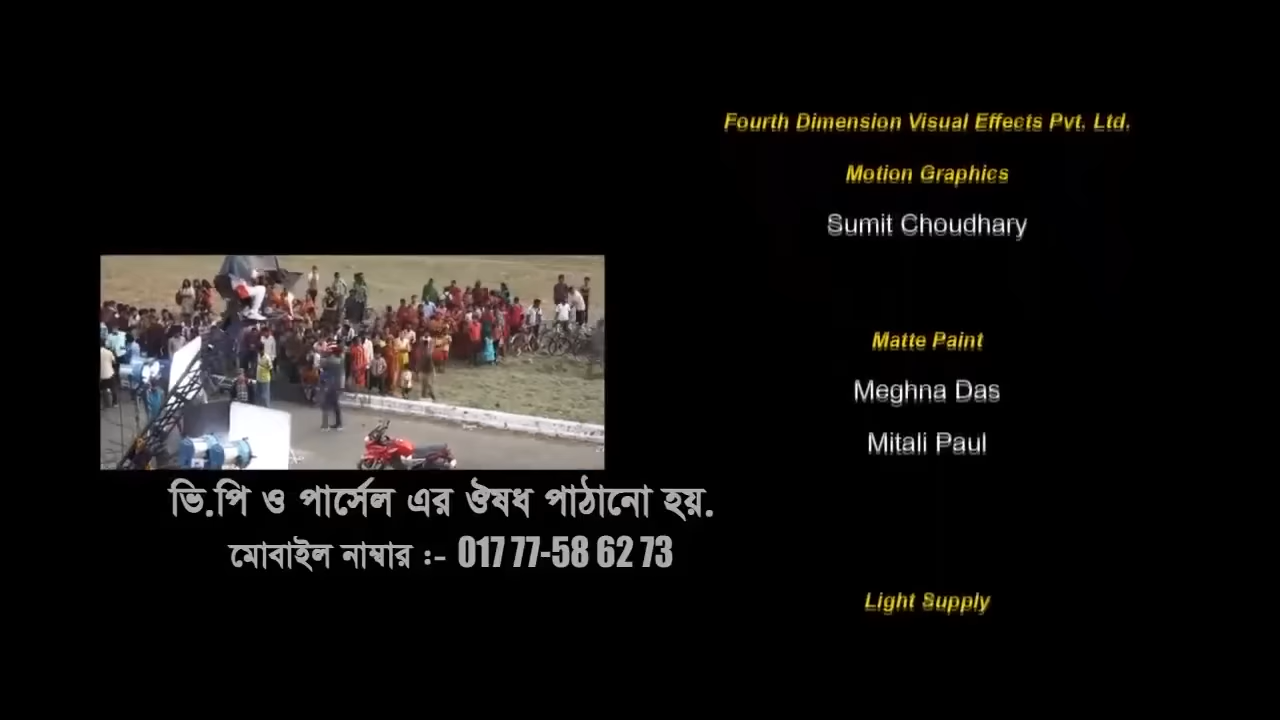 Fourth Dimension Visual Effects Pvt. Ltd.
Motion Graphics
Sumit Choudhary
Matte Paint
Meghna Das
Mitali Paul
ভি.পি ও পার্সেল এর ঔষধ পাঠানো হয়.
মোবাইল নাম্বার :- 017 77-58 62 73
Light Supply